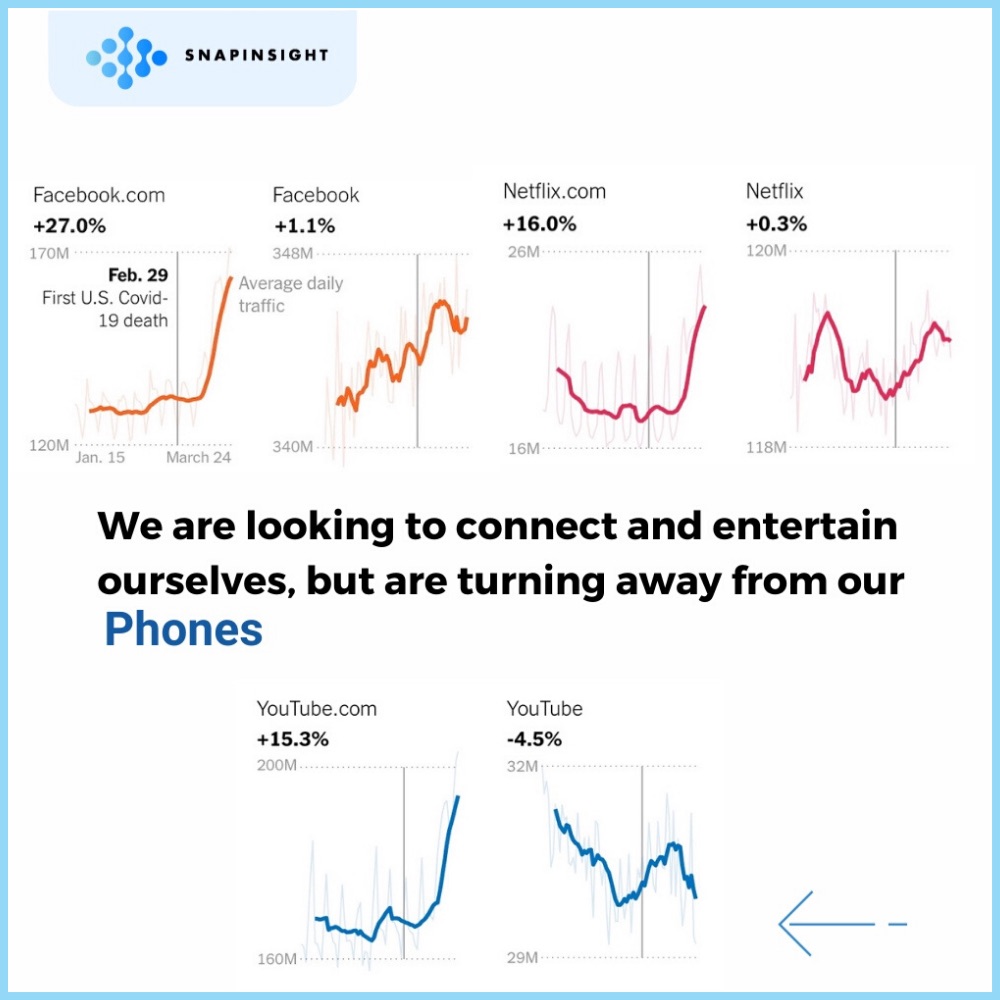 SNAPINSIGHT
Facebook.com
+27.0%
170M
Feb. 29
First U.S. Covid-
19 death
120M
Jan. 15
March 24
Facebook
+1.1%
348M
Average daily
traffic
340M
Netflix.com
+16.0%
26M
16M
Netflix
+0.3%
120M
118M
We are looking to connect and entertain
ourselves, but are turning away from our
Phones
YouTube.com
+15.3%
200M
160M
YouTube
-4.5%
32M
29M